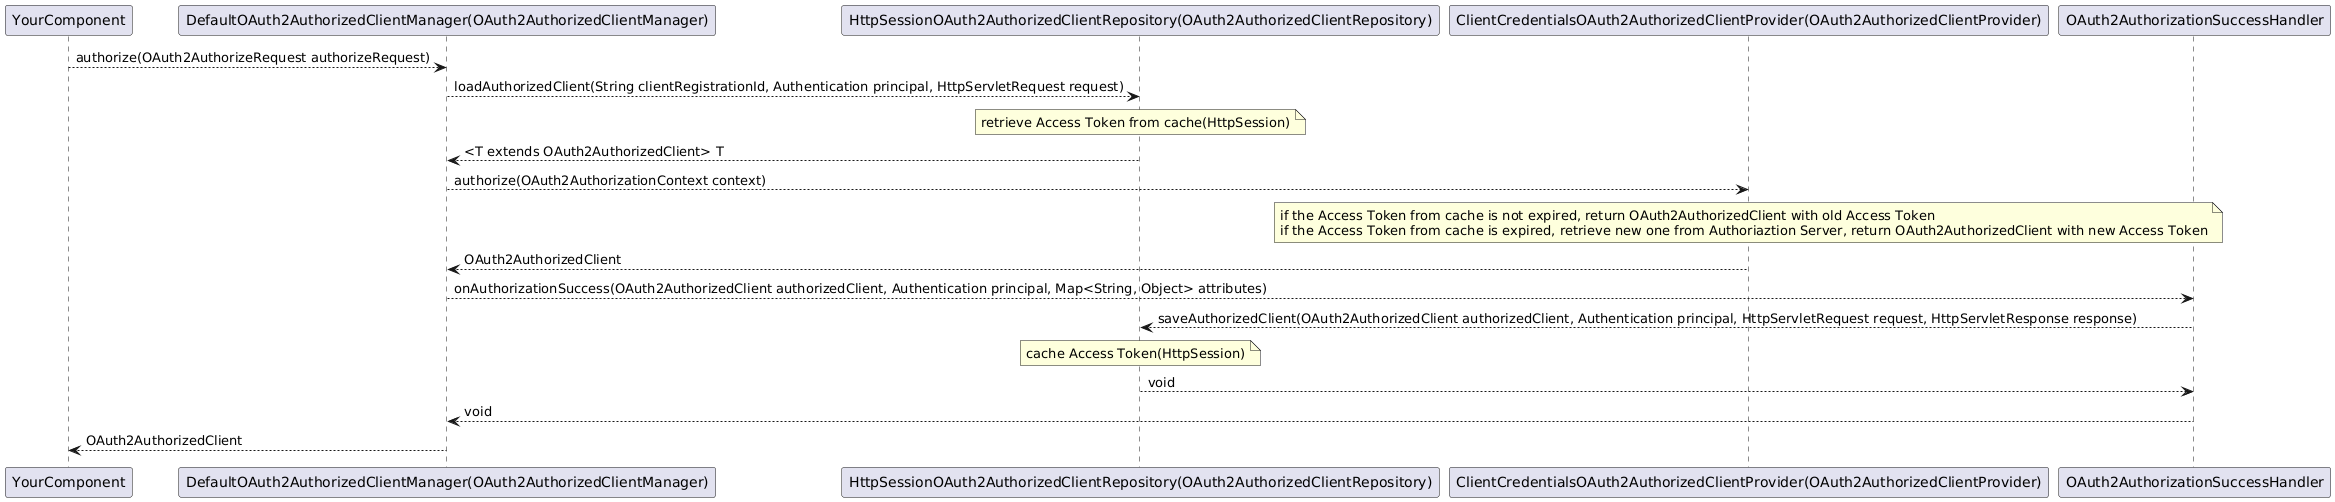 YourComponent
DefaultOAuth2AuthorizedClientManager(OAuth2AuthorizedClientManager)
HttpSessionOAuth2AuthorizedClientRepository(OAuth2AuthorizedClientRepository)
ClientCredentialsOAuth2AuthorizedClientProvider(OAuth2AuthorizedClientProvider)
OAuth2AuthorizationSuccessHandler
authorize(OAuth2AuthorizeRequest authorizeRequest)
loadAuthorizedClient(String clientRegistrationId, Authentication principal, HttpServletRequest request)
retrieve Access Token from cache(HttpSession)
<T extends OAuth2AuthorizedClient> T
authorize(OAuth2AuthorizationContext context)
if the Access Token from cache is not expired, return OAuth2AuthorizedClient with old Access Token
if the Access Token from cache is expired, retrieve new one from Authoriaztion Server, return OAuth2AuthorizedClient with new Access Token
OAuth2AuthorizedClient
onAuthorizationSuccess(OAuth2AuthorizedClient authorizedClient, Authentication principal, Map<String, Object> attributes)
saveAuthorizedClient(OAuth2AuthorizedClient authorizedClient, Authentication principal, HttpServletRequest request, HttpServletResponse response)
cache Access Token(HttpSession)
void
void
OAuth2AuthorizedClient
YourComponent
DefaultOAuth2AuthorizedClientManager(OAuth2AuthorizedClientManager)
HttpSessionOAuth2AuthorizedClientRepository(OAuth2AuthorizedClientRepository)
ClientCredentialsOAuth2AuthorizedClientProvider(OAuth2AuthorizedClientProvider)
OAuth2AuthorizationSuccessHandler